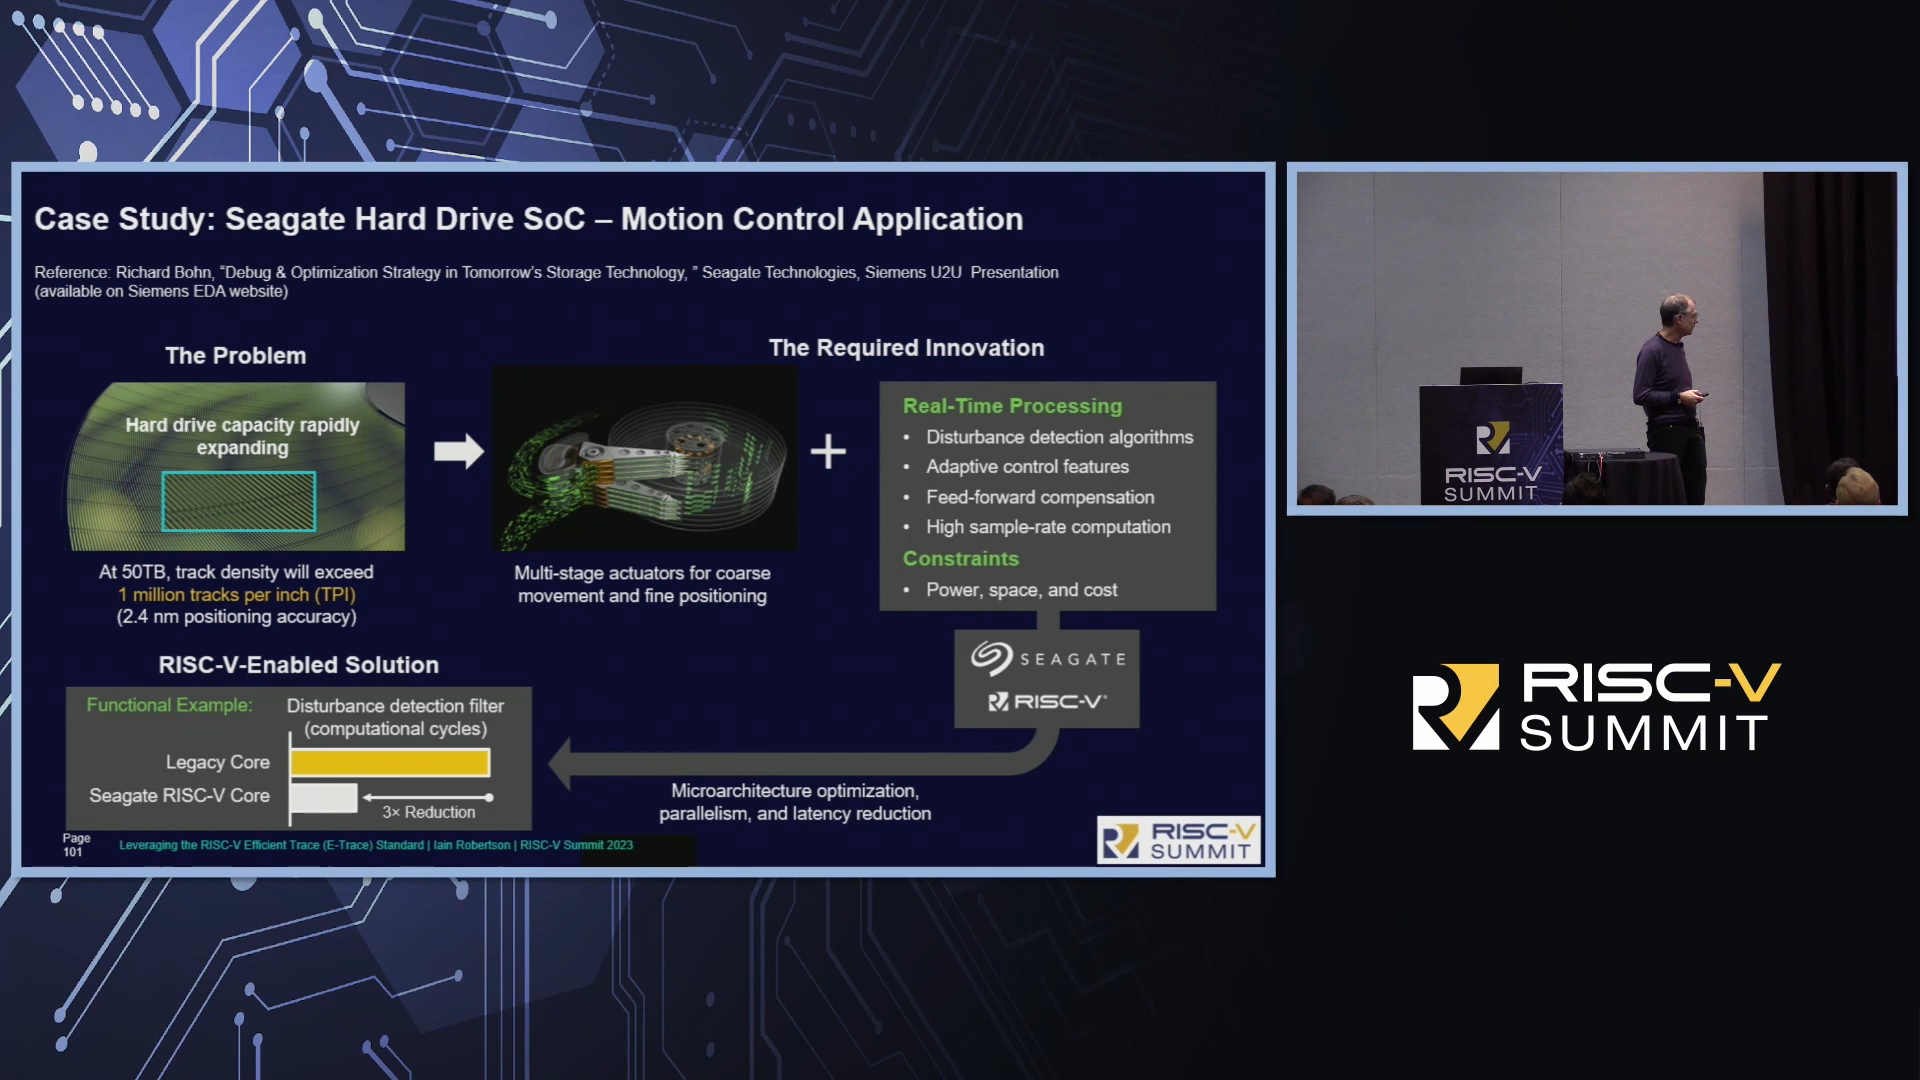 Case Study: Seagate Hard Drive SoC – Motion Control Application
Reference: Richard Bohn, “Debug & Optimization Strategy in Tomorrow’s Storage Technology, ” Seagate Technologies, Siemens U2U Presentation
(available on Siemens EDA website)
The Problem
Hard drive capacity rapidly
expanding
At 50TB, track density will exceed
1 million tracks per inch (TPI)
(2.4 nm positioning accuracy)
The Required Innovation
Multi-stage actuators for coarse
movement and fine positioning
+
Real-Time Processing
• Disturbance detection algorithms
• Adaptive control features
• Feed-forward compensation
• High sample-rate computation
Constraints
• Power, space, and cost
SEAGATE
RISC-V®
Microarchitecture optimization,
parallelism, and latency reduction
RISC-V-Enabled Solution
Functional Example: Disturbance detection filter
(computational cycles)
Legacy Core
Seagate RISC-V Core
3× Reduction
Page
101
Leveraging the RISC-V Efficient Trace (E-Trace) Standard | Iain Robertson | RISC-V Summit 2023
RISC-V
SUMMIT
RISC-V
SUMMIT
RISC-V
SUMMIT